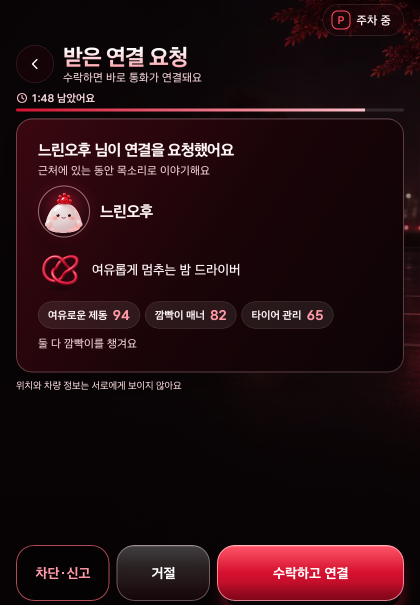 P 주차 중
받은 연결 요청
수락하면 바로 통화가 연결돼요
1:48 남았어요
느린오후 님이 연결을 요청했어요
근처에 있는 동안 목소리로 이야기해요
느린오후
여유롭게 멈추는 밤 드라이버
여유로운 제동 94 깜빡이 매너 82 타이어 관리 65
둘 다 깜빡이를 챙겨요
위치와 차량 정보는 서로에게 보이지 않아요
차단·신고 거절 수락하고 연결